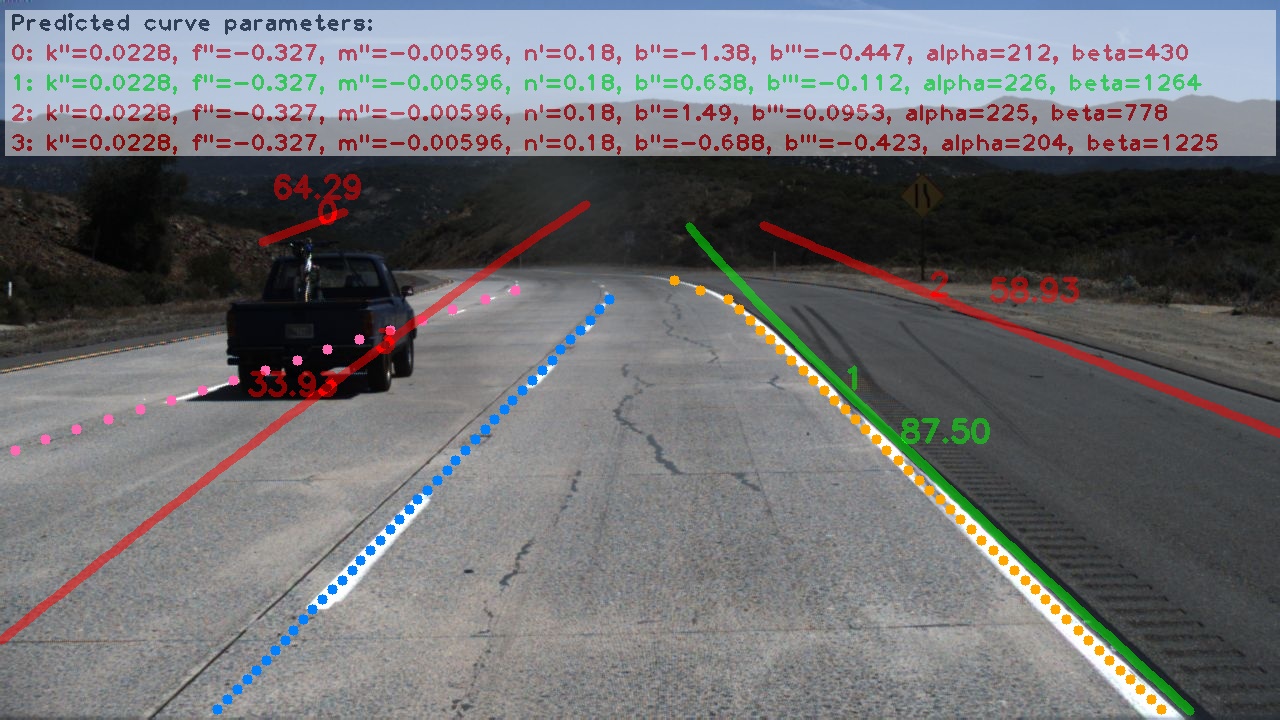 Predicted curve parameters:
0: k''=0.0228, f''=-0.327, m''=-0.00596, n'=0.18, b''=-1.38, b'''=-0.447, alpha=212, beta=430
1: k''=0.0228, f''=-0.327, m''=-0.00596, n'=0.18, b''=0.638, b'''=-0.112, alpha=226, beta=1264
2: k''=0.0228, f''=-0.327, m''=-0.00596, n'=0.18, b''=1.49, b'''=0.0953, alpha=225, beta=778
3: k''=0.0228, f''=-0.327, m''=-0.00596, n'=0.18, b''=-0.688, b'''=-0.423, alpha=204, beta=1225
64.29
0
2 58.93
33.93
1
87.50